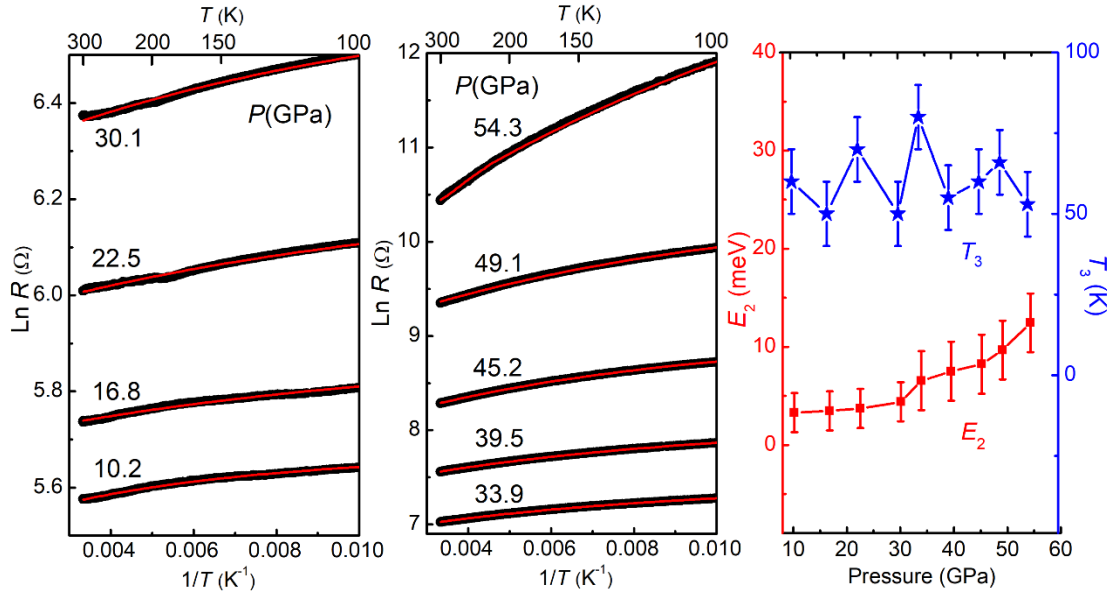 T (K)
300 200 150 100
6.4
6.2
6.0
5.8
5.6
Ln R (Ω)
P(GPa)
30.1
22.5
16.8
10.2
0.004 0.006 0.008 0.010
1/T (K-1)
T (K)
300 200 150 100
12
11
10
9
8
7
Ln R (Ω)
P(GPa)
54.3
49.1
45.2
39.5
33.9
0.004 0.006 0.008 0.010
1/T (K-1)
40
30
20
10
0
E2 (meV)
100
50
0
T3 (K)
T3
E2
10 20 30 40 50 60
Pressure (GPa)